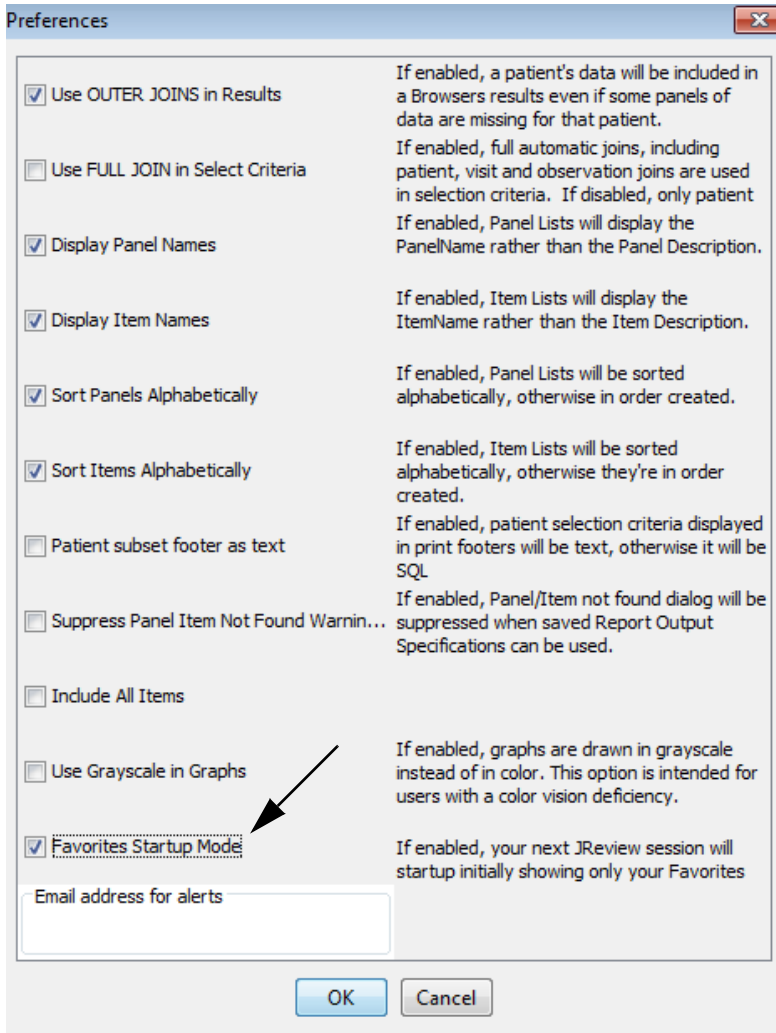 Preferences
Use OUTER JOINS in Results
If enabled, a patient's data will be included in
a Browsers results even if some panels of
data are missing for that patient.
Use FULL JOIN in Select Criteria
If enabled, full automatic joins, including
patient, visit and observation joins are used
in selection criteria.  If disabled, only patient
Display Panel Names
If enabled, Panel Lists will display the
PanelName rather than the Panel Description.
Display Item Names
If enabled, Item Lists will display the
ItemName rather than the Item Description.
Sort Panels Alphabetically
If enabled, Panel Lists will be sorted
alphabetically, otherwise in order created.
Sort Items Alphabetically
If enabled, Item Lists will be sorted
alphabetically, otherwise they're in order
created.
Patient subset footer as text
If enabled, patient selection criteria displayed
in print footers will be text, otherwise it will be
SQL
Suppress Panel Item Not Found Warnin...
If enabled, Panel/Item not found dialog will be
suppressed when saved Report Output
Specifications can be used.
Include All Items
Use Grayscale in Graphs
If enabled, graphs are drawn in grayscale
instead of in color. This option is intended for
users with a color vision deficiency.
Favorites Startup Mode
If enabled, your next JReview session will
startup initially showing only your Favorites
Email address for alerts
OK
Cancel